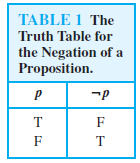 TABLE 1 The
Truth Table for
the Negation of a
Proposition.
p ¬p
T F
F T